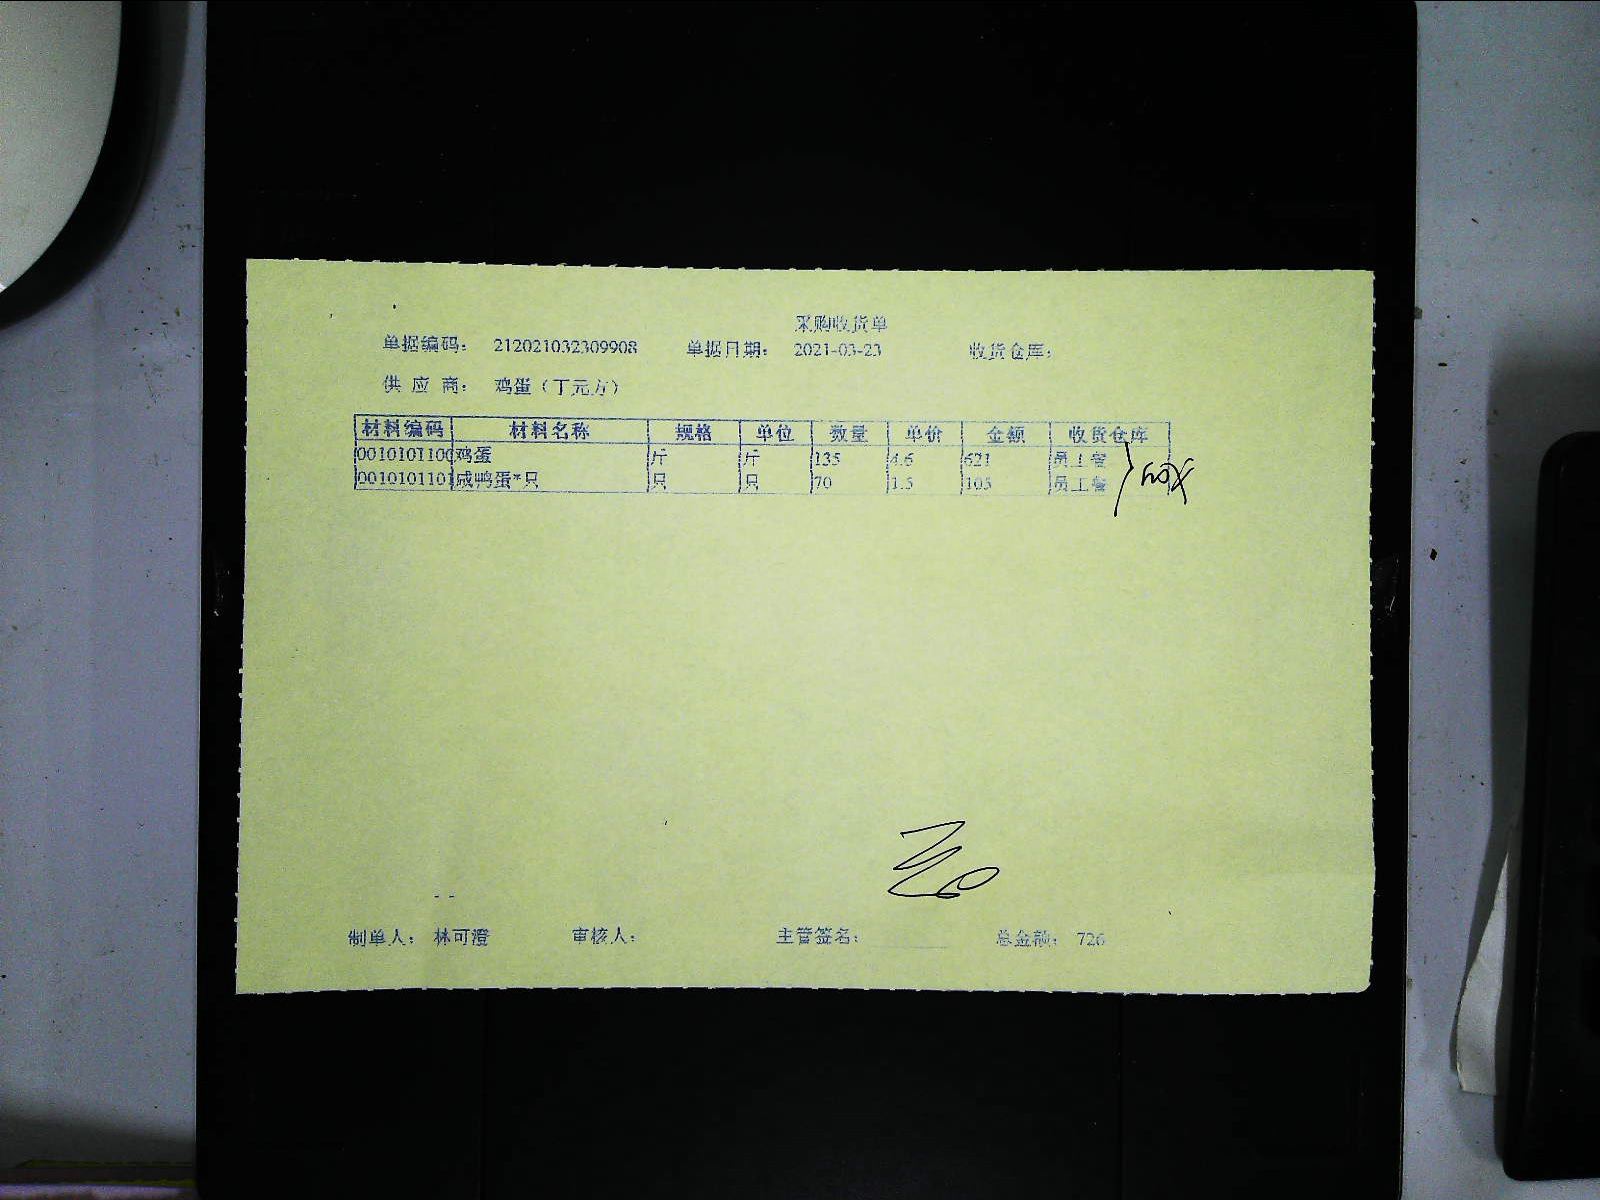 采购收货单
单据编码： 212021032309908 单据日期： 2021-03-23 收货仓库：
供应商： 鸡蛋（丁元方）
材料编码 材料名称 规格 单位 数量 单价 金额 收货仓库
0010101100 鸡蛋 斤 斤 135 4.6 621 员工餐
0010101101 咸鸭蛋*只 只 只 70 1.5 105 员工餐
- -
制单人： 林可澄 审核人： 主管签名： 总金额： 726